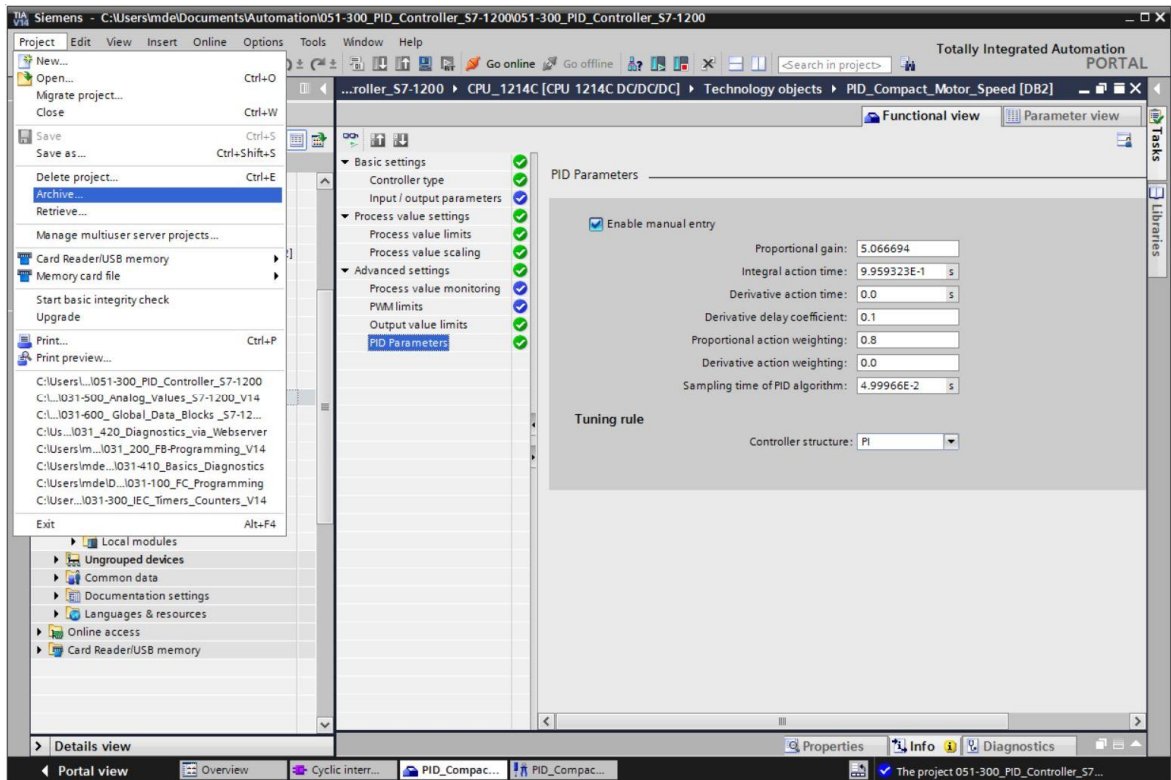 TIA V14
Siemens - C:\Users\mde\Documents\Automation\051-300_PID_Controller_S7-1200\051-300_PID_Controller_S7-1200
Project Edit View Insert Online Options Tools Window Help
Totally Integrated Automation
PORTAL
Go online Go offline <Search in project>
New...
Open... Ctrl+O
Migrate project...
Close Ctrl+W
Save Ctrl+S
Save as... Ctrl+Shift+S
Delete project... Ctrl+E
Archive...
Retrieve...
Manage multiuser server projects...
Card Reader/USB memory
Memory card file
Start basic integrity check
Upgrade
Print... Ctrl+P
Print preview...
C:\Users\...\051-300_PID_Controller_S7-1200
C:\...\031-500_Analog_Values_S7-1200_V14
C:\...\031-600_ Global_Data_Blocks _S7-12...
C:\Us...\031_420_Diagnostics_via_Webserver
C:\Users\m...\031_200_FB-Programming_V14
C:\Users\mde...\031-410_Basics_Diagnostics
C:\Users\mde\D...\031-100_FC_Programming
C:\User...\031-300_IEC_Timers_Counters_V14
Exit Alt+F4
Local modules
Ungrouped devices
Common data
Documentation settings
Languages & resources
Online access
Card Reader/USB memory
Details view
...roller_S7-1200 CPU_1214C [CPU 1214C DC/DC/DC] Technology objects PID_Compact_Motor_Speed [DB2]
Functional view Parameter view
Basic settings
Controller type
Input / output parameters
Process value settings
Process value limits
Process value scaling
Advanced settings
Process value monitoring
PWM limits
Output value limits
PID Parameters
PID Parameters
Enable manual entry
Proportional gain: 5.066694
Integral action time: 9.959323E-1 s
Derivative action time: 0.0 s
Derivative delay coefficient: 0.1
Proportional action weighting: 0.8
Derivative action weighting: 0.0
Sampling time of PID algorithm: 4.99966E-2 s
Tuning rule
Controller structure: PI
Tasks
Libraries
Properties Info Diagnostics
Portal view Overview Cyclic interr... PID_Compac... PID_Compac... The project 051-300_PID_Controller_S7...